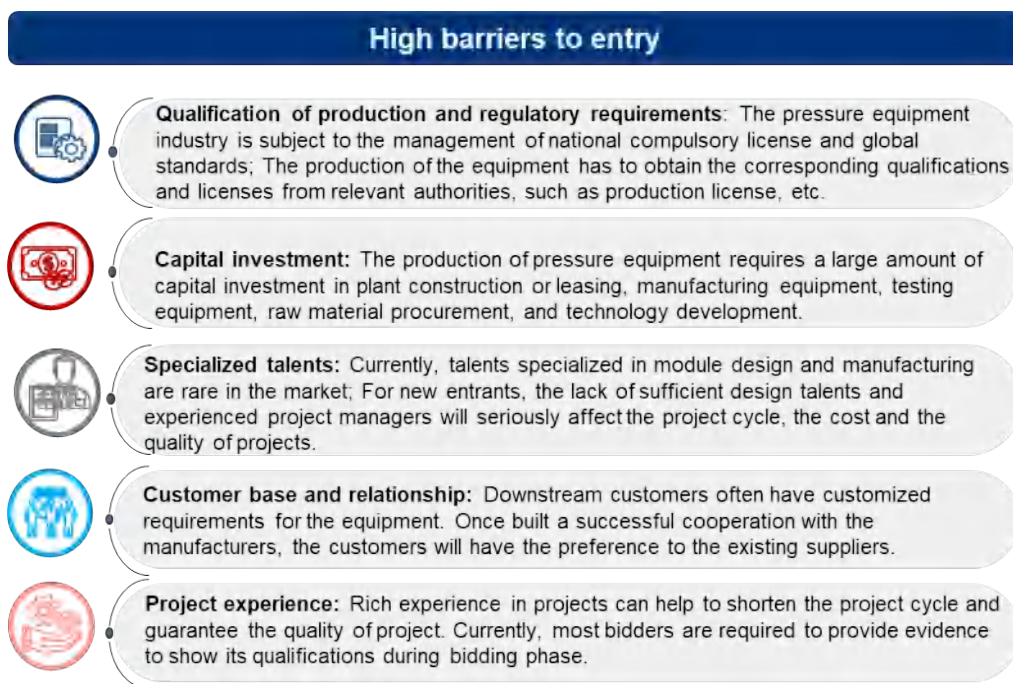 High barriers to entry
Qualification of production and regulatory requirements: The pressure equipment
industry is subject to the management of national compulsory license and global
standards; The production of the equipment has to obtain the corresponding qualifications
and licenses from relevant authorities, such as production license, etc.
Capital investment: The production of pressure equipment requires a large amount of
capital investment in plant construction or leasing, manufacturing equipment, testing
equipment, raw material procurement, and technology development.
Specialized talents: Currently, talents specialized in module design and manufacturing
are rare in the market; For new entrants, the lack of sufficient design talents and
experienced project managers will seriously affect the project cycle, the cost and the
quality of projects.
Customer base and relationship: Downstream customers often have customized
requirements for the equipment. Once built a successful cooperation with the
manufacturers, the customers will have the preference to the existing suppliers.
Project experience: Rich experience in projects can help to shorten the project cycle and
guarantee the quality of project. Currently, most bidders are required to provide evidence
to show its qualifications during bidding phase.